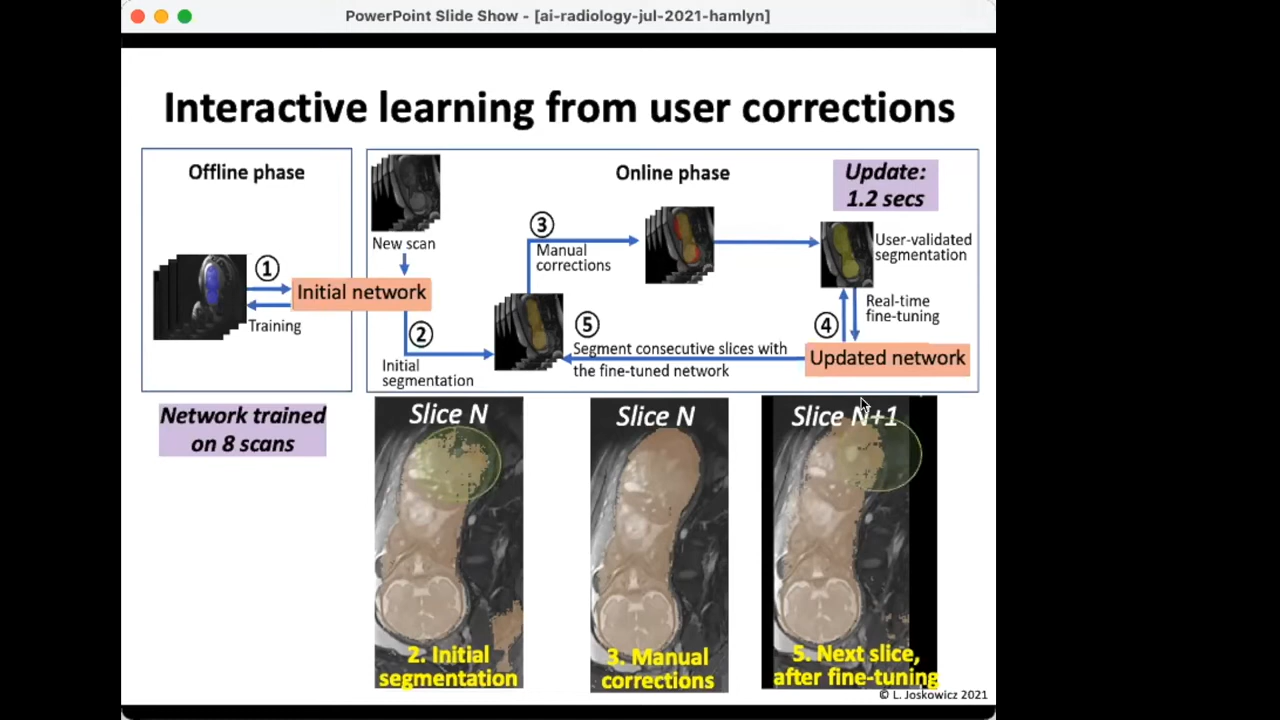 PowerPoint Slide Show - [ai-radiology-jul-2021-hamlyn]
Interactive learning from user corrections
Offline phase
1
Training
Initial network
Network trained
on 8 scans
Online phase
Update:
1.2 secs
New scan
2
Initial
segmentation
3
Manual
corrections
User-validated
segmentation
Real-time
fine-tuning
4
Updated network
5
Segment consecutive slices with
the fine-tuned network
Slice N
2. Initial
segmentation
Slice N
3. Manual
corrections
Slice N+1
5. Next slice,
after fine-tuning
© L. Joskowicz 2021